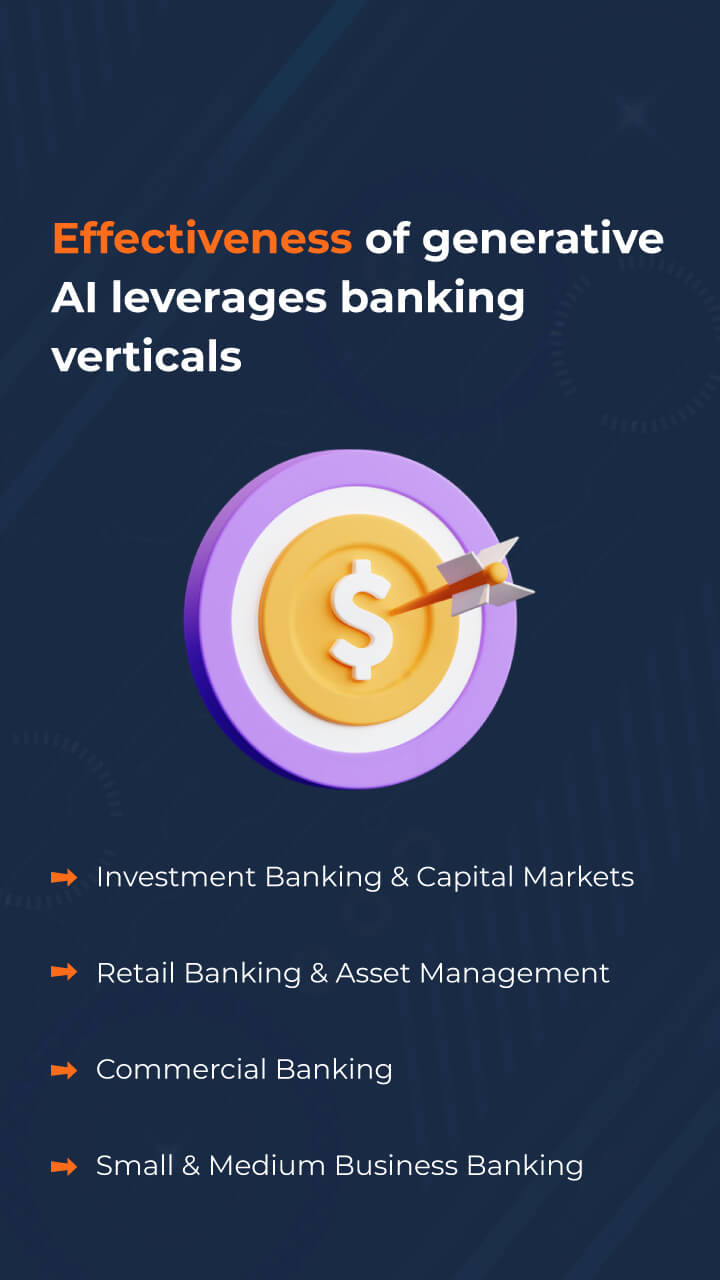 Effectiveness of generative
AI leverages banking
verticals
$
Investment Banking & Capital Markets
Retail Banking & Asset Management
Commercial Banking
Small & Medium Business Banking